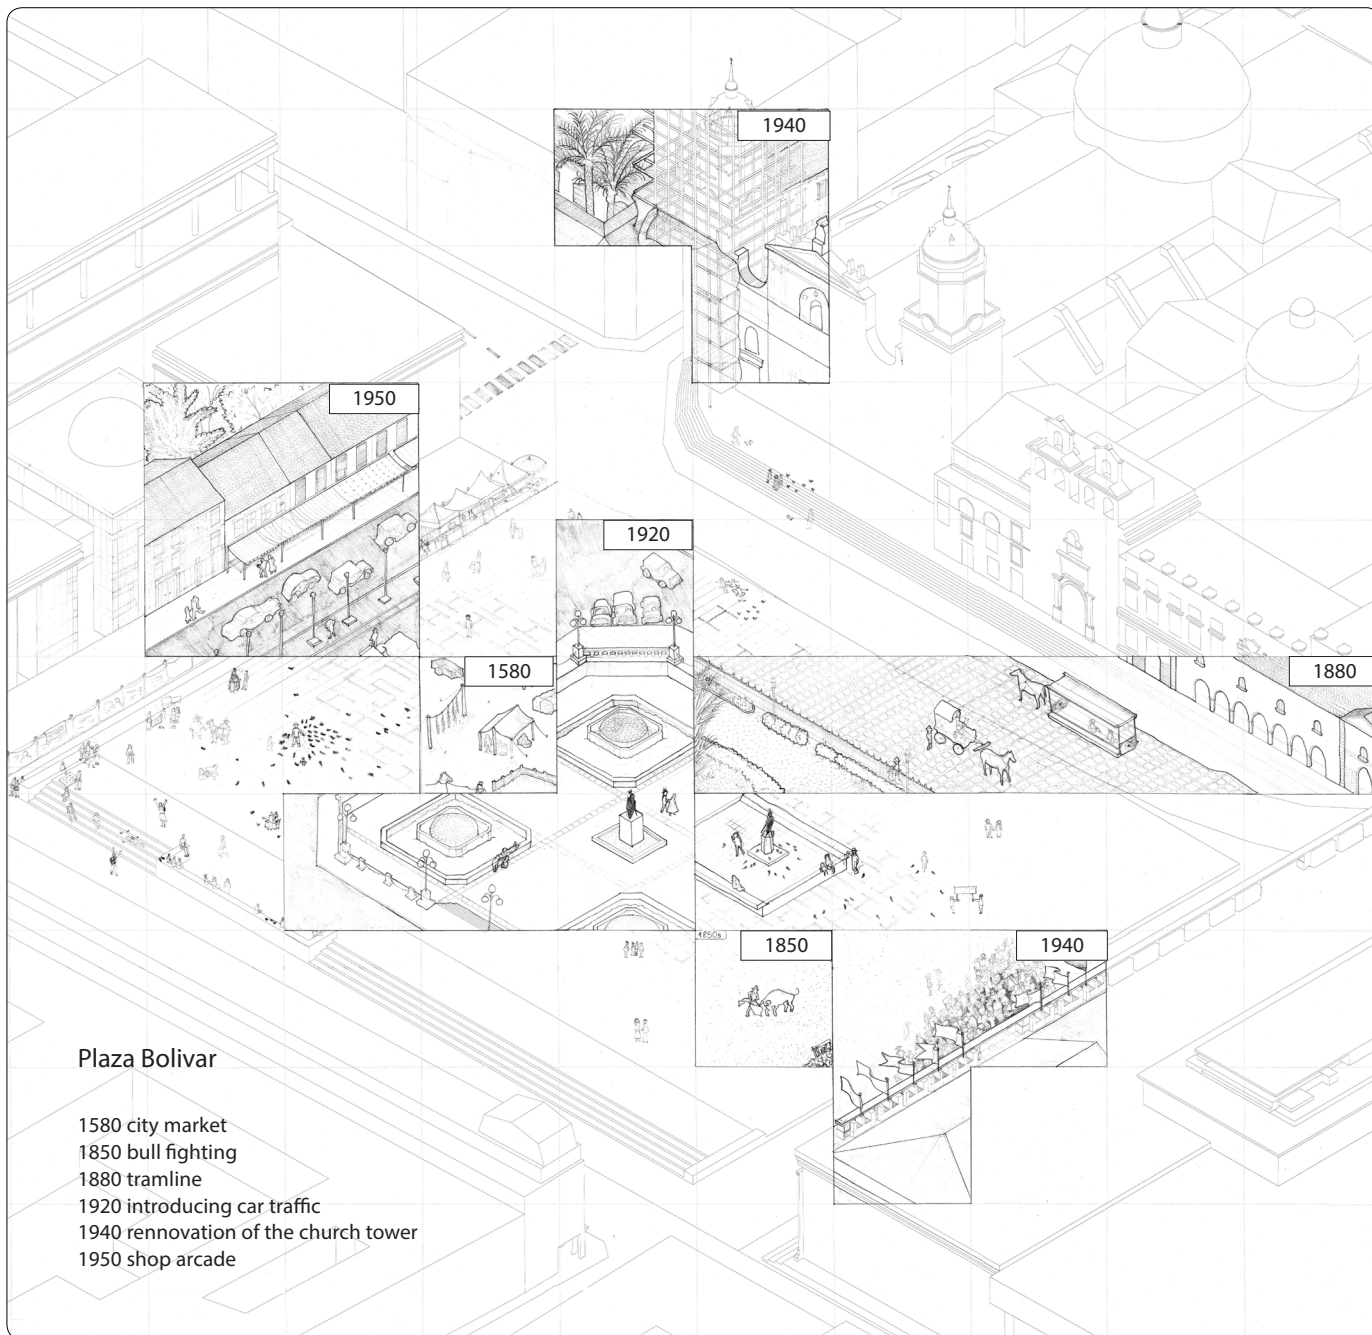 1940
1950
1920
1580
1880
1850s
1850
1940
Plaza Bolivar
1580 city market
1850 bull fighting
1880 tramline
1920 introducing car traffic
1940 rennovation of the church tower
1950 shop arcade